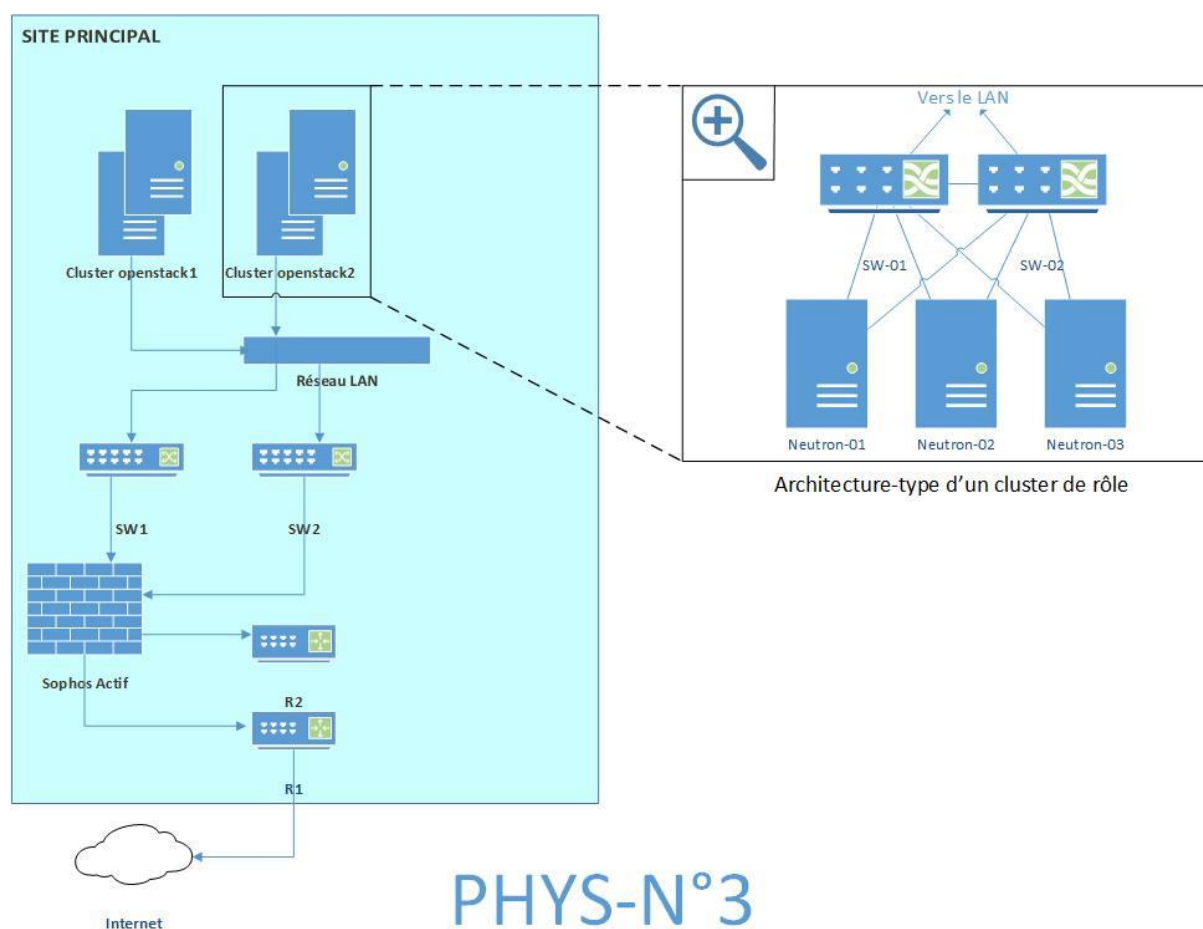 SITE PRINCIPAL
Cluster openstack1
Cluster openstack2
Réseau LAN
SW1
SW2
Sophos Actif
R2
R1
Internet
Vers le LAN
SW-01
SW-02
Neutron-01
Neutron-02
Neutron-03
Architecture-type d’un cluster de rôle
PHYS-N°3